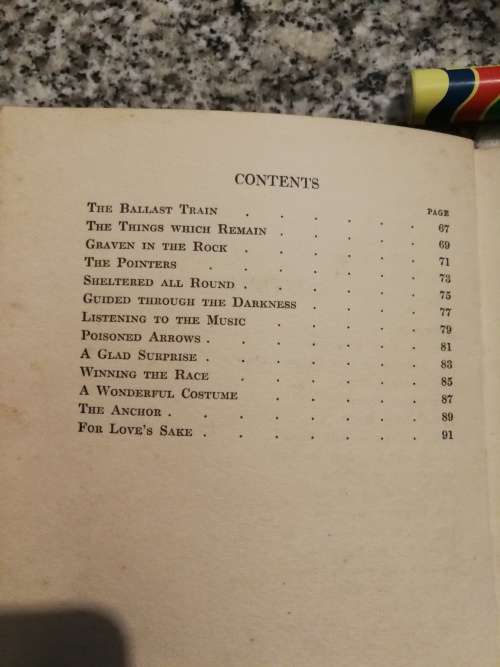 CONTENTS
PAGE
THE BALLAST TRAIN . . . . . . 67
THE THINGS WHICH REMAIN . . . . . 69
GRAVEN IN THE ROCK . . . . . . 71
THE POINTERS . . . . . . 73
SHELTERED ALL ROUND . . . . . . 75
GUIDED THROUGH THE DARKNESS . . . . 77
LISTENING TO THE MUSIC . . . . . 79
POISONED ARROWS . . . . . . . 81
A GLAD SURPRISE . . . . . . . 83
WINNING THE RACE . . . . . . 85
A WONDERFUL COSTUME . . . . . 87
THE ANCHOR . . . . . . . . 89
FOR LOVE'S SAKE . . . . . . . 91